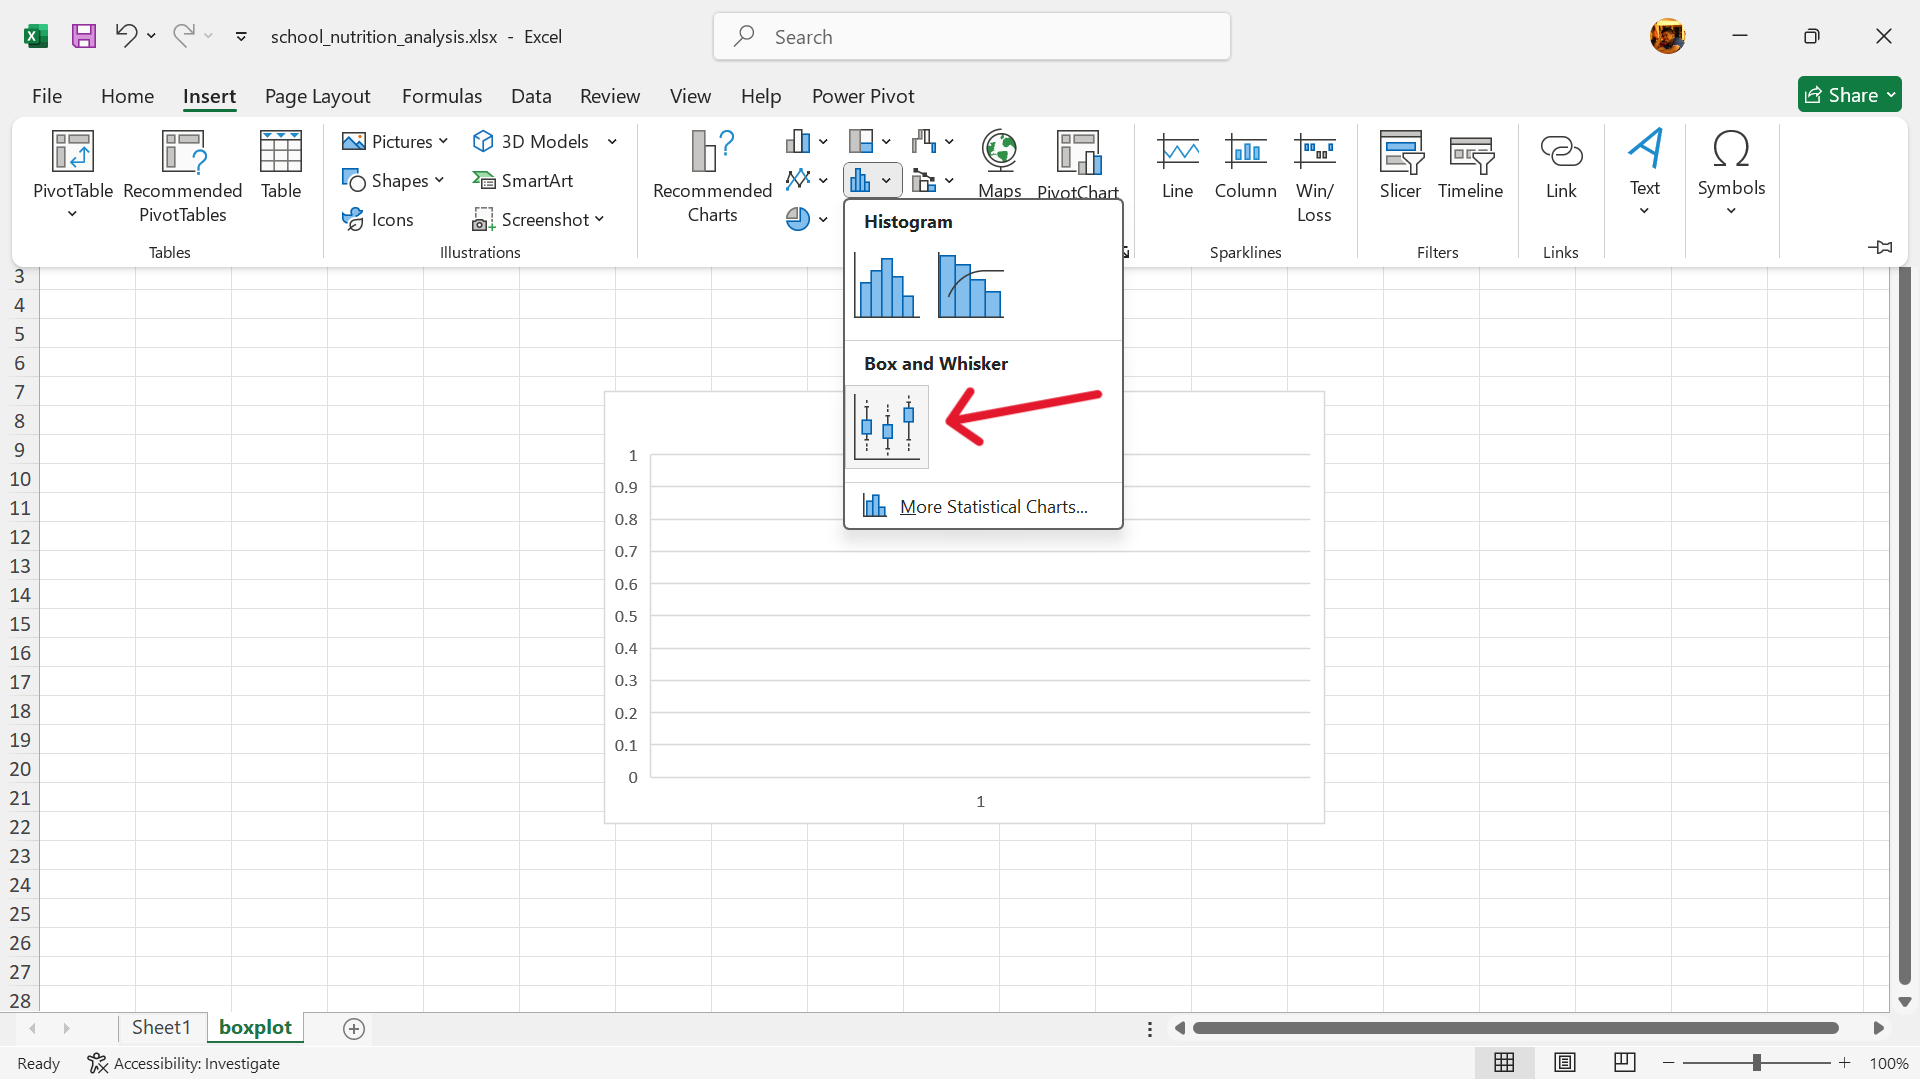 school_nutrition_analysis.xlsx - Excel
Search
File Home Insert Page Layout Formulas Data Review View Help Power Pivot
Share
PivotTable
Recommended
PivotTables
Table
Tables
Pictures
Shapes
Icons
3D Models
SmartArt
Screenshot
Illustrations
Recommended
Charts
Maps
PivotChart
Line
Column
Win/
Loss
Sparklines
Slicer
Timeline
Filters
Link
Links
Text
Symbols
Histogram
Box and Whisker
More Statistical Charts...
3
4
5
6
7
8
9
10
11
12
13
14
15
16
17
18
19
20
21
22
23
24
25
26
27
28
1
0.9
0.8
0.7
0.6
0.5
0.4
0.3
0.2
0.1
0
1
Sheet1 boxplot
Ready
Accessibility: Investigate
100%